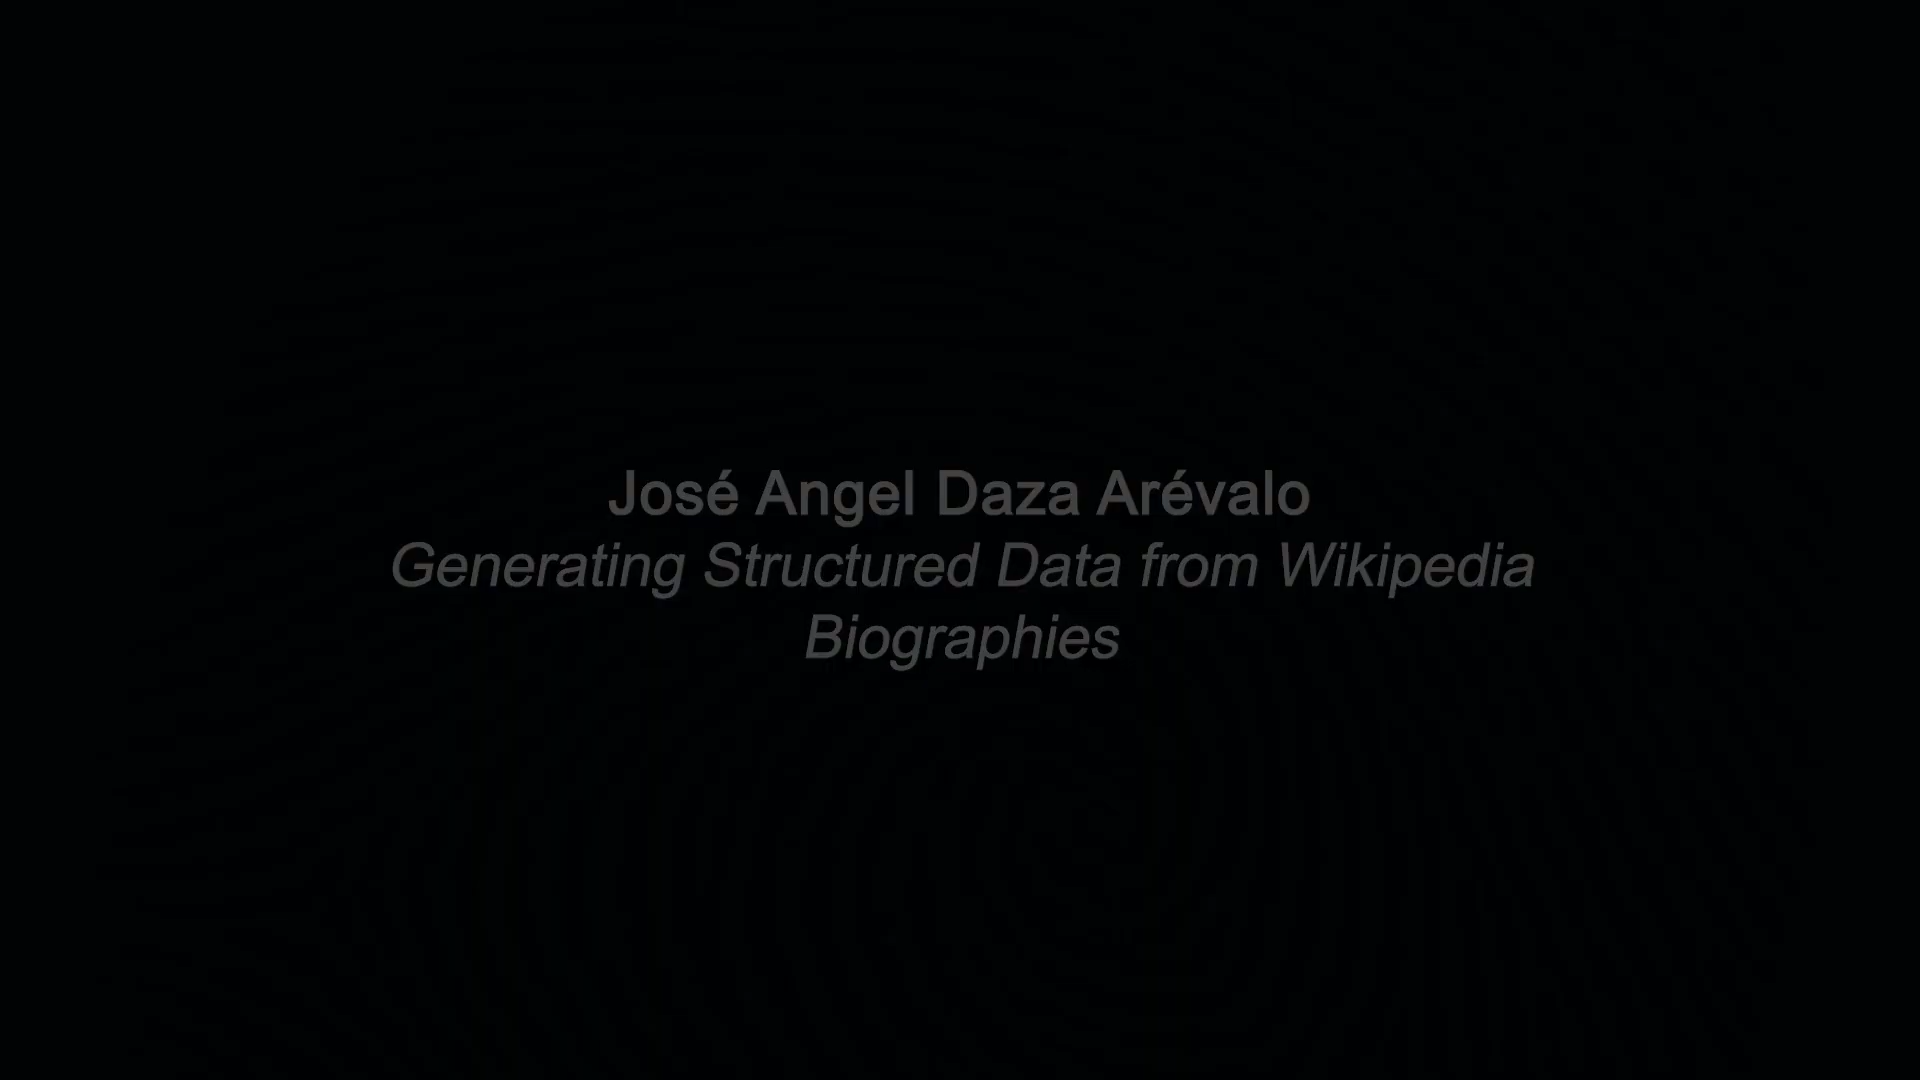 José Angel Daza Arévalo
Generating Structured Data from Wikipedia
Biographies